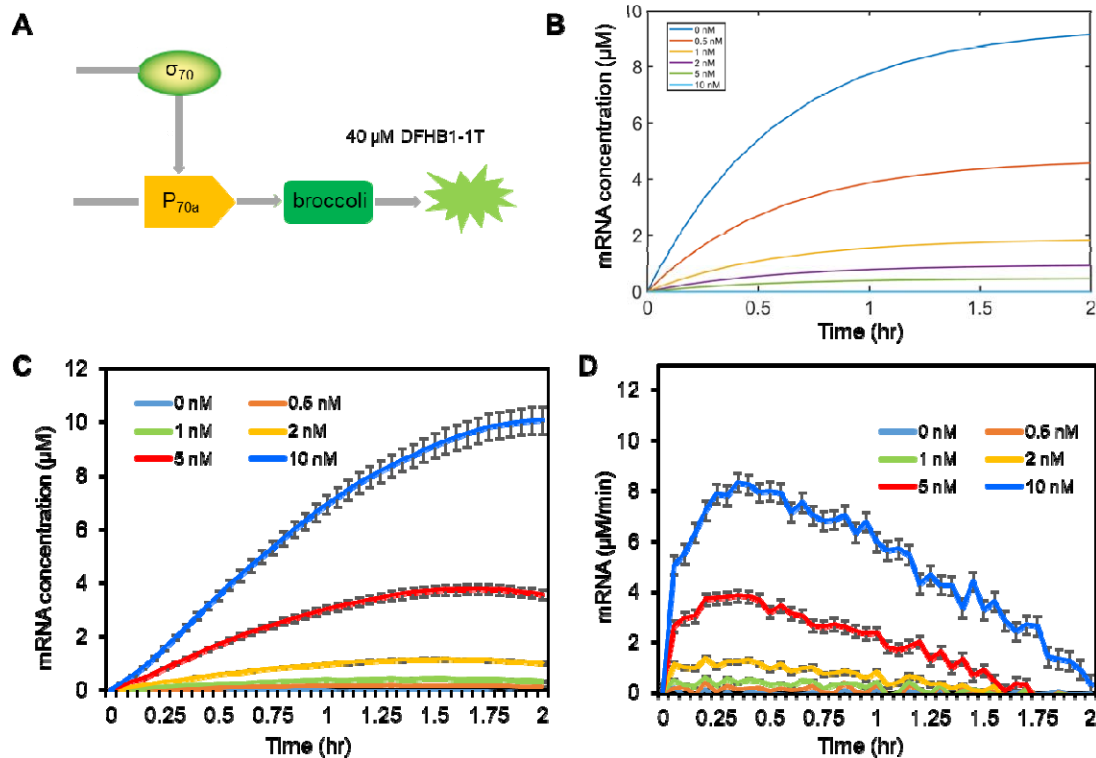 A
σ70
40 µM DFHB1-1T
P70a
broccoli
B
mRNA concentration (µM)
10
8
6
4
2
0
0 nM
0.5 nM
1 nM
2 nM
5 nM
10 nM
0
0.5
1
1.5
2
Time (hr)
C
mRNA concentration (µM)
12
10
8
6
4
2
0
0 nM
0.5 nM
1 nM
2 nM
5 nM
10 nM
0
0.25
0.5
0.75
1
1.25
1.5
1.75
2
Time (hr)
D
mRNA (µM/min)
12
10
8
6
4
2
0
0 nM
0.5 nM
1 nM
2 nM
5 nM
10 nM
0
0.25
0.5
0.75
1
1.25
1.5
1.75
2
Time (hr)